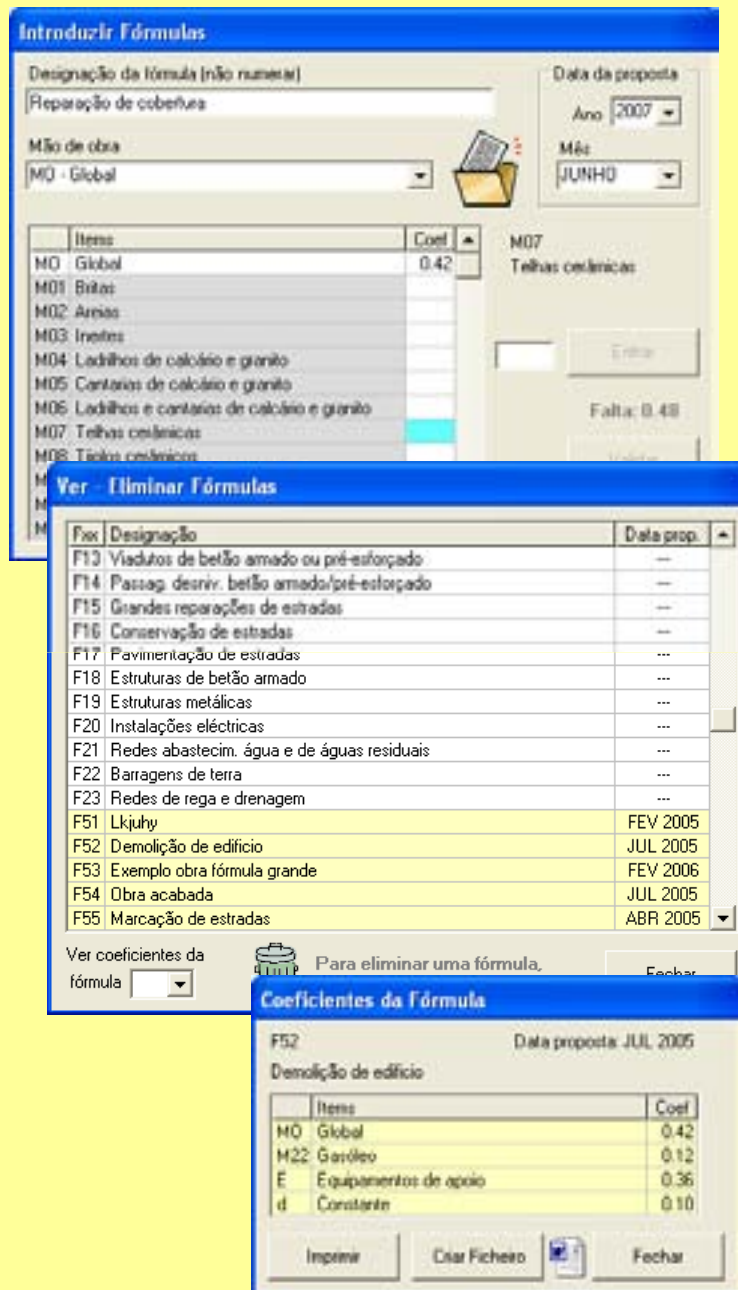 Introduzir Fórmulas
Designação da fórmula (não numerar)
Reparação de cobertura
Data da proposta
Ano 2007
Mão de obra
MO - Global
Mês
JUNHO
Items Coef
MO Global 0.42
M01 Britas
M02 Areias
M03 Inertes
M04 Ladrilhos de calcário e granito
M05 Cantarias de calcário e granito
M06 Ladrilhos e cantarias de calcário e granito
M07 Telhas cerâmicas
M08 Tijolos cerâmicos
M
M
M
M07
Telhas cerâmicas
Entrar
Falta: 0.48
Validar
Ver - Eliminar Fórmulas
Fxx Designação Data prop.
F13 Viadutos de betão armado ou pré-esforçado ---
F14 Passag. desniv. betão armado/pré-esforçado ---
F15 Grandes reparações de estradas ---
F16 Conservação de estradas ---
F17 Pavimentação de estradas ---
F18 Estruturas de betão armado ---
F19 Estruturas metálicas ---
F20 Instalações eléctricas ---
F21 Redes abastecim. água e de águas residuais ---
F22 Barragens de terra ---
F23 Redes de rega e drenagem ---
F51 Lkjuhy FEV 2005
F52 Demolição de edificio JUL 2005
F53 Exemplo obra fórmula grande FEV 2006
F54 Obra acabada JUL 2005
F55 Marcação de estradas ABR 2005
Ver coeficientes da
fórmula
Para eliminar uma fórmula,
Fechar
Coeficientes da Fórmula
F52 Data proposta: JUL 2005
Demolição de edificio
Items Coef
MO Global 0.42
M22 Gasóleo 0.12
E Equipamentos de apoio 0.36
d Constante 0.10
Imprimir Criar Ficheiro Fechar